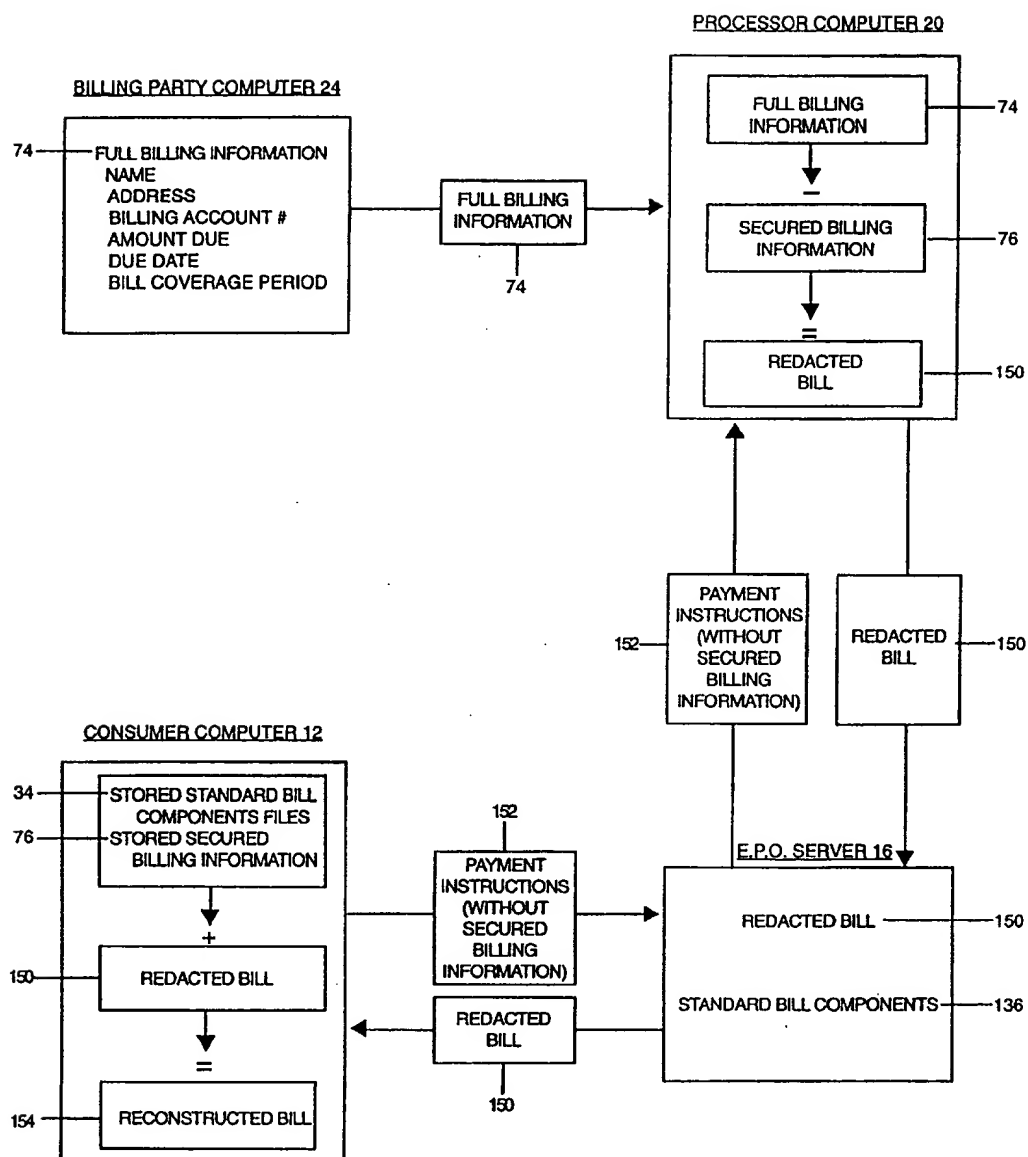 PROCESSOR COMPUTER 20
BILLING PARTY COMPUTER 24
74
FULL BILLING INFORMATION
NAME
ADDRESS
BILLING ACCOUNT #
AMOUNT DUE
DUE DATE
BILL COVERAGE PERIOD
FULL BILLING
INFORMATION
74
FULL BILLING
INFORMATION
74
–
SECURED BILLING
INFORMATION
76
=
REDACTED
BILL
150
152
PAYMENT
INSTRUCTIONS
(WITHOUT
SECURED
BILLING
INFORMATION)
REDACTED
BILL
150
CONSUMER COMPUTER 12
34
STORED STANDARD BILL
COMPONENTS FILES
76
STORED SECURED
BILLING INFORMATION
+
150
REDACTED BILL
=
154
RECONSTRUCTED BILL
152
PAYMENT
INSTRUCTIONS
(WITHOUT
SECURED
BILLING
INFORMATION)
REDACTED
BILL
150
E.P.O. SERVER 16
REDACTED BILL
150
STANDARD BILL COMPONENTS
136